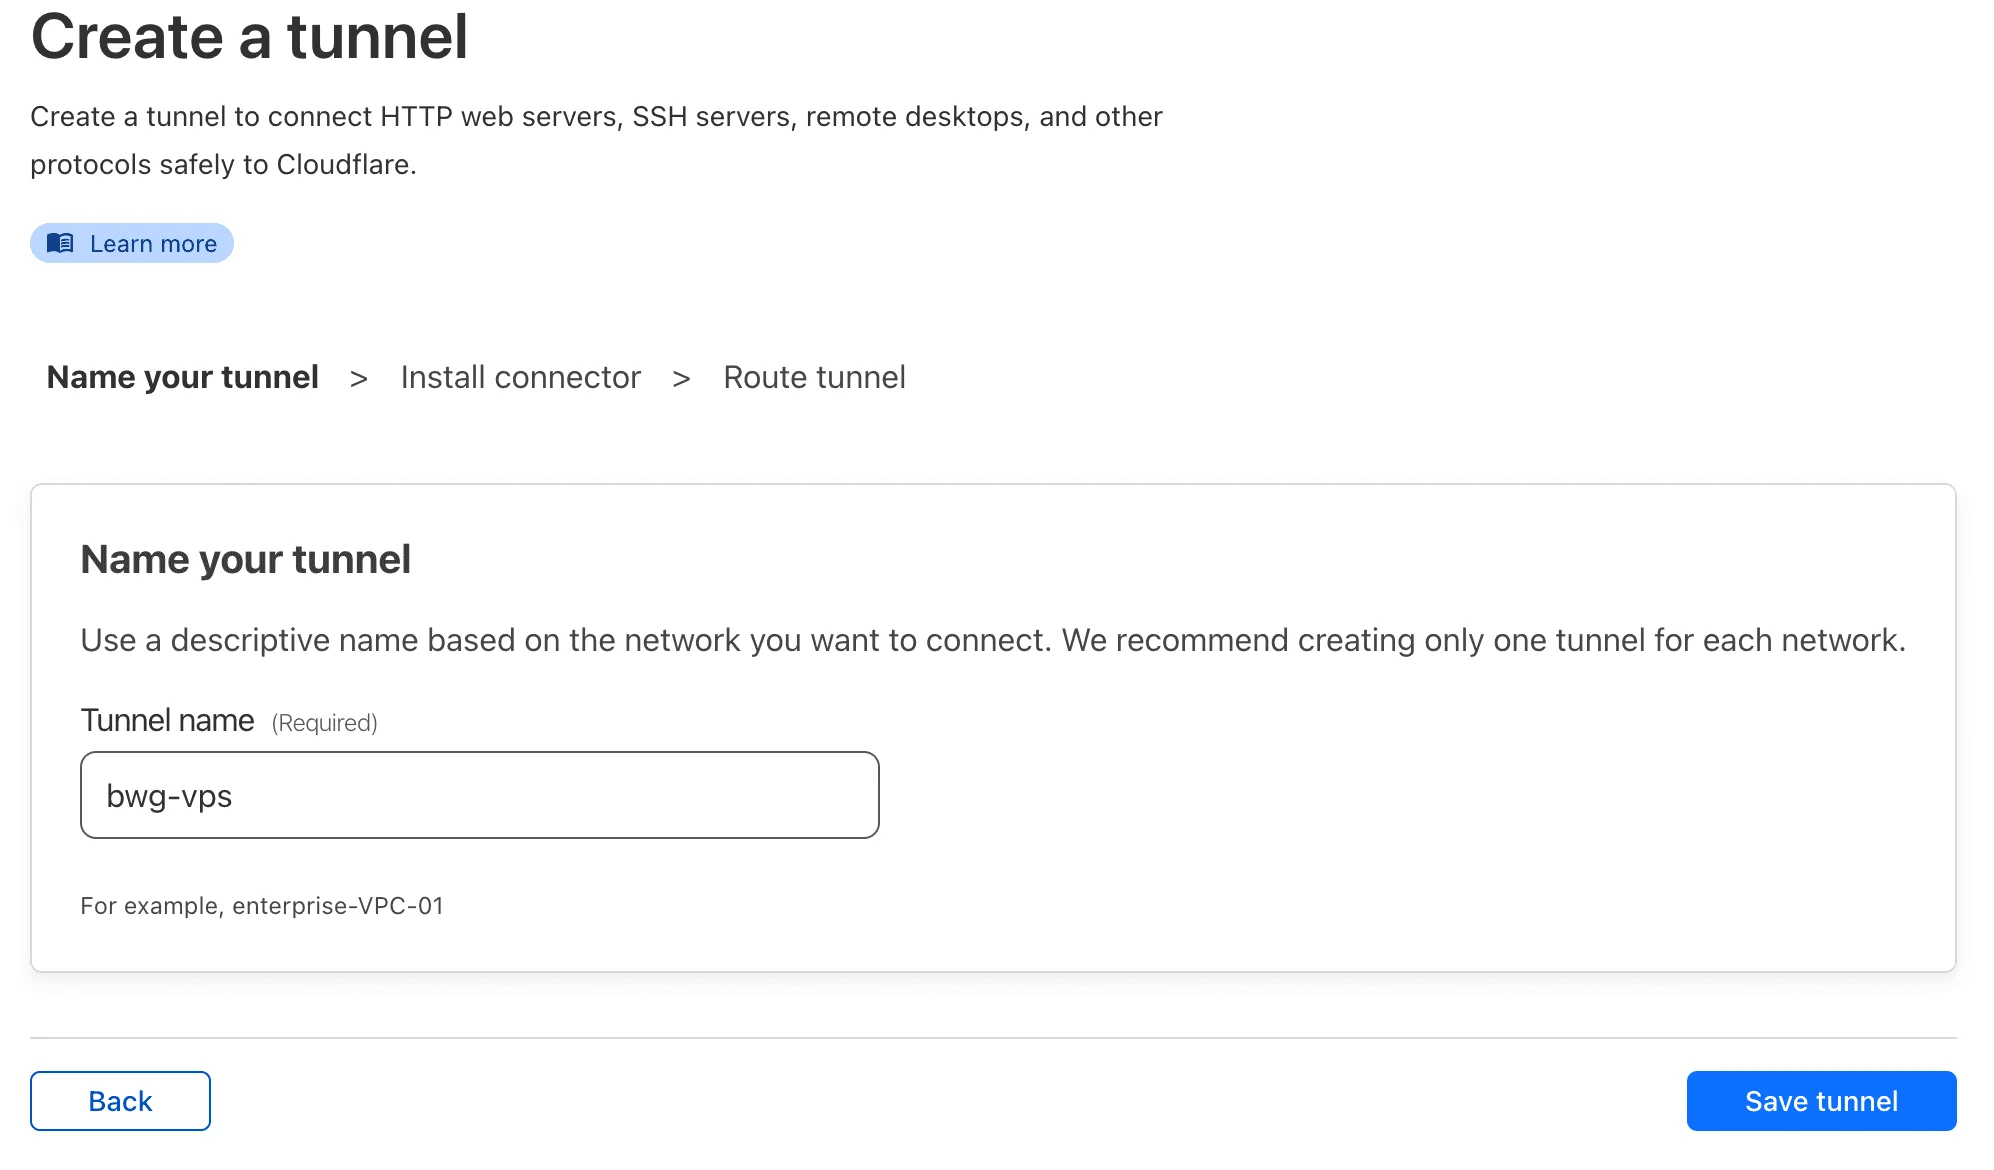 Create a tunnel
Create a tunnel to connect HTTP web servers, SSH servers, remote desktops, and other
protocols safely to Cloudflare.
Learn more
Name your tunnel > Install connector > Route tunnel
Name your tunnel
Use a descriptive name based on the network you want to connect. We recommend creating only one tunnel for each network.
Tunnel name (Required)
bwg-vps
For example, enterprise-VPC-01
Back
Save tunnel